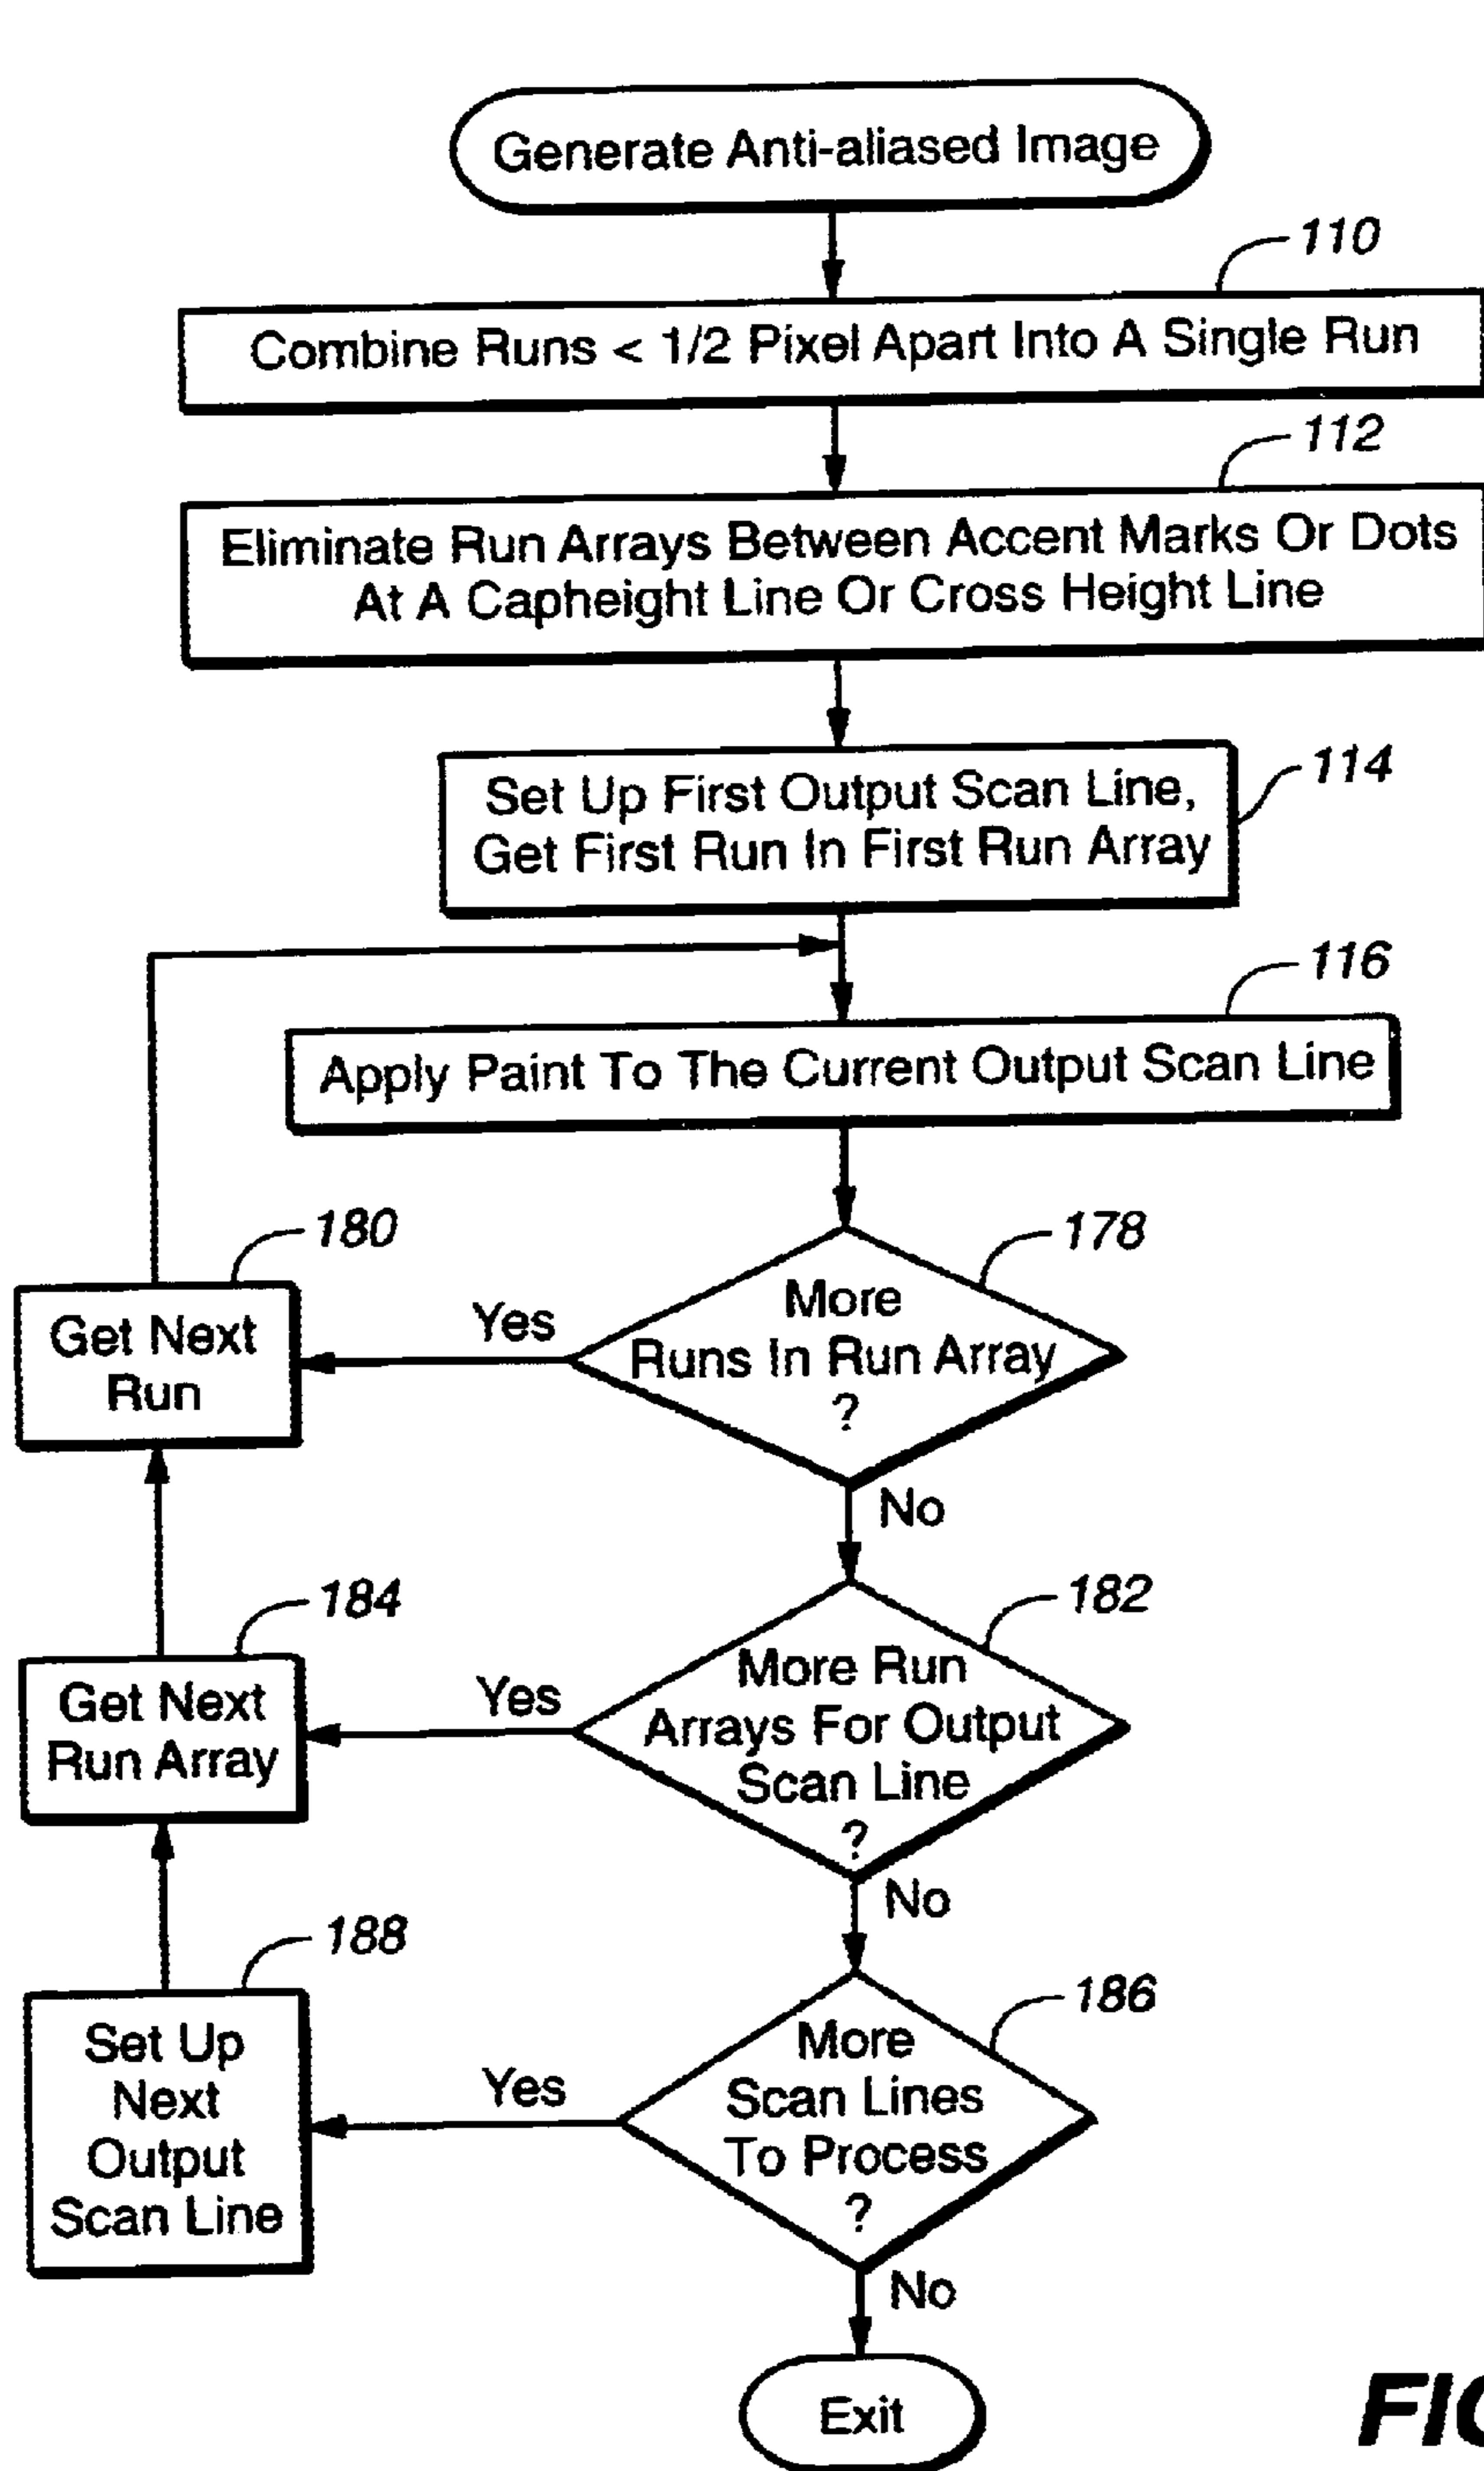 Generate Anti-aliased Image
110
Combine Runs < 1/2 Pixel Apart Into A Single Run
112
Eliminate Run Arrays Between Accent Marks Or Dots
At A Capheight Line Or Cross Height Line
114
Set Up First Output Scan Line,
Get First Run In First Run Array
116
Apply Paint To The Current Output Scan Line
180
178
Get Next
Run
Yes
More
Runs In Run Array
?
No
184
182
Get Next
Run Array
Yes
More Run
Arrays For Output
Scan Line
?
No
188
186
Set Up
Next
Output
Scan Line
Yes
More
Scan Lines
To Process
?
No
Exit